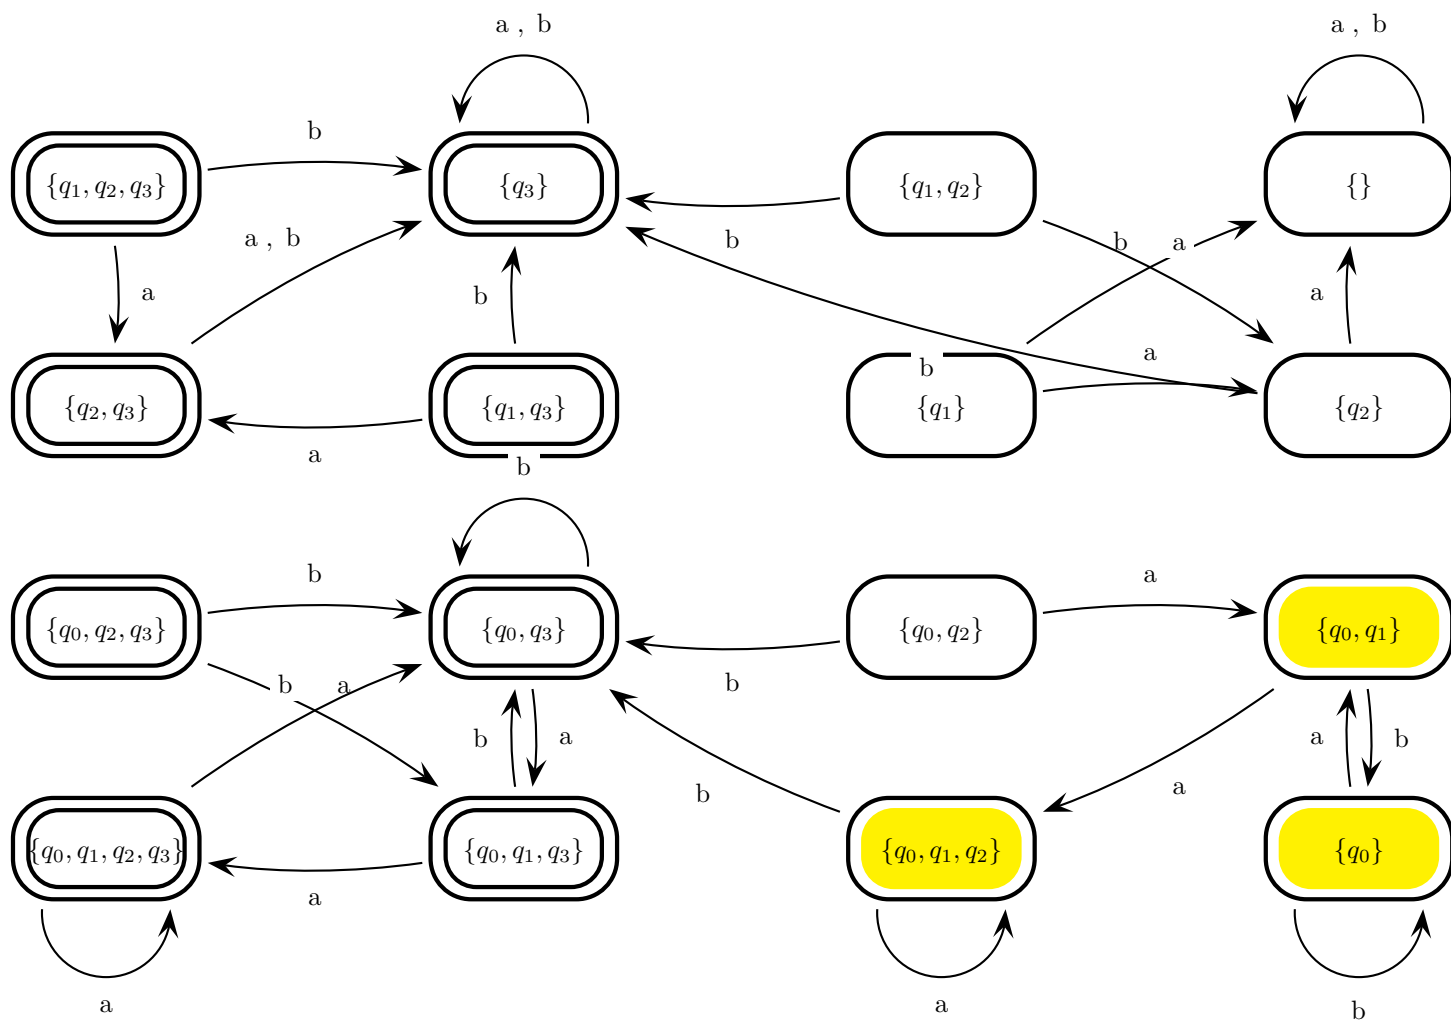 a , b
a , b
b
{q₁, q₂, q₃}
{q₃}
{q₁, q₂}
{}
a , b
b
b
a
a
b
a
a
b
a
{q₂, q₃}
{q₁, q₃}
{q₁}
{q₂}
a
b
b
a
{q₀, q₂, q₃}
{q₀, q₃}
{q₀, q₂}
{q₀, q₁}
b
a
b
b
a
a
b
b
a
{q₀, q₁, q₂, q₃}
{q₀, q₁, q₃}
{q₀, q₁, q₂}
{q₀}
a
a
a
b